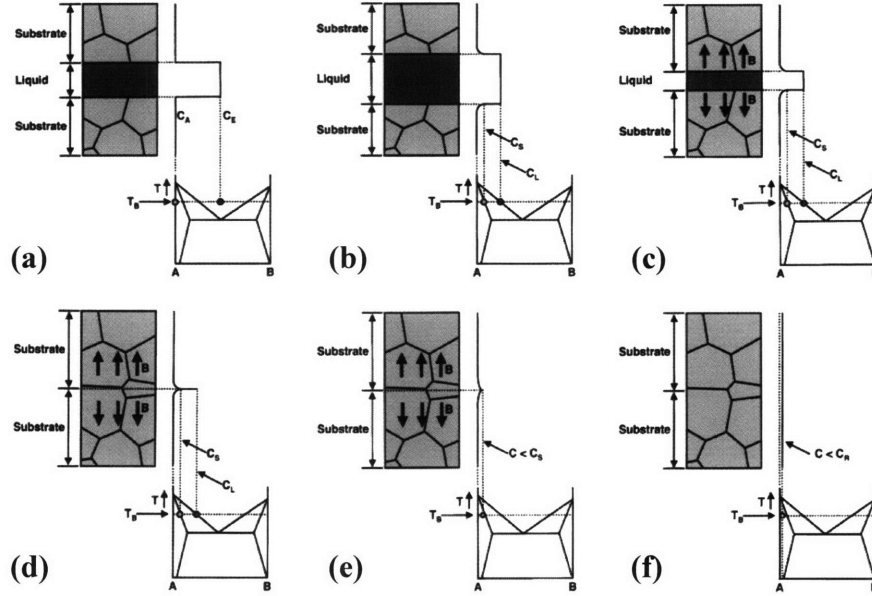 Substrate
Liquid
Substrate
C_A
C_E
T
T_B
A
B
(a)
Substrate
Liquid
Substrate
C_S
C_L
T
T_B
A
B
(b)
Substrate
Liquid
Substrate
B
B
C_S
C_L
T
T_B
A
(c)
Substrate
Substrate
B
B
C_S
C_L
T
T_B
A
B
(d)
Substrate
Substrate
B
B
C < C_S
T
T_B
A
B
(e)
Substrate
Substrate
C < C_R
T
T_B
A
(f)